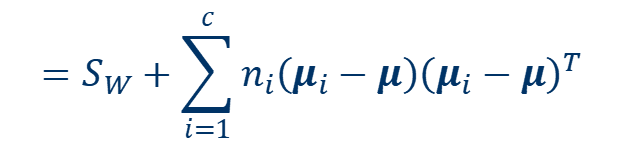 = S_W + \sum_{i=1}^{c} n_i(\boldsymbol{\mu}_i − \boldsymbol{\mu})(\boldsymbol{\mu}_i − \boldsymbol{\mu})^T